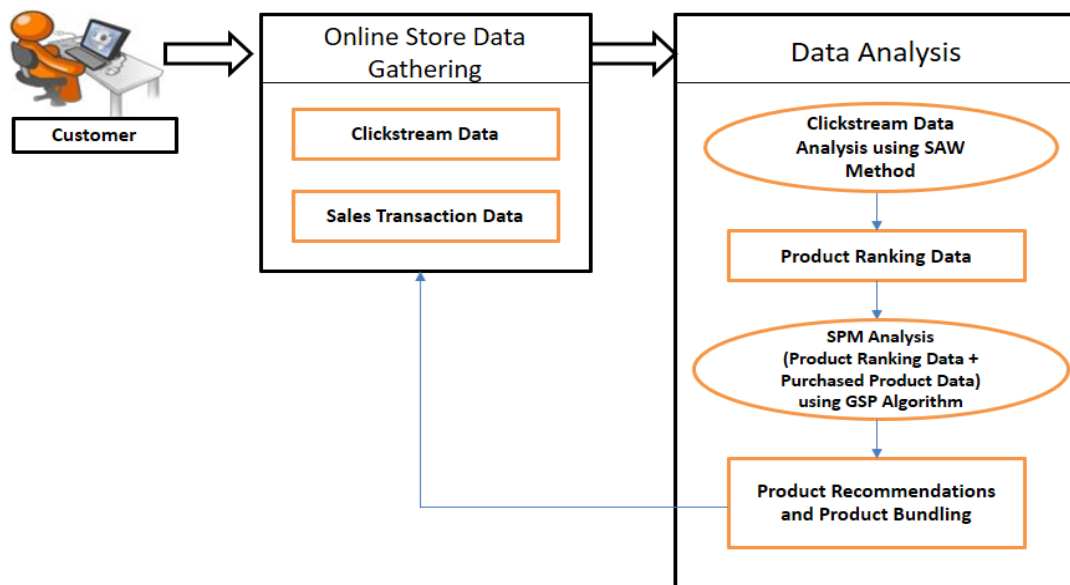 Customer
Online Store Data
Gathering
Clickstream Data
Sales Transaction Data
Data Analysis
Clickstream Data
Analysis using SAW
Method
Product Ranking Data
SPM Analysis
(Product Ranking Data +
Purchased Product Data)
using GSP Algorithm
Product Recommendations
and Product Bundling